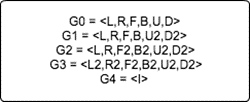 G0 = <L,R,F,B,U,D>
G1 = <L,R,F,B,U2,D2>
G2 = <L,R,F2,B2,U2,D2>
G3 = <L2,R2,F2,B2,U2,D2>
G4 = <I>